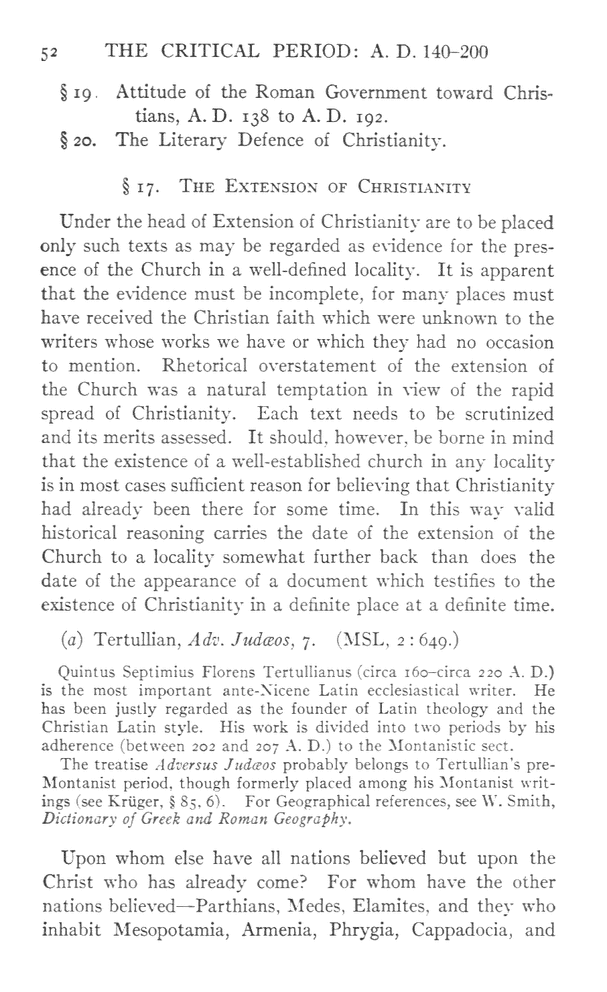 52 THE CRITICAL PERIOD: A. D. 140–200
§ 19. Attitude of the Roman Government toward Chris-
tians, A. D. 138 to A. D. 192.
§ 20. The Literary Defence of Christianity.
§ 17. The Extension of Christianity
Under the head of Extension of Christianity are to be placed
only such texts as may be regarded as evidence for the pres-
ence of the Church in a well-defined locality. It is apparent
that the evidence must be incomplete, for many places must
have received the Christian faith which were unknown to the
writers whose works we have or which they had no occasion
to mention. Rhetorical overstatement of the extension of
the Church was a natural temptation in view of the rapid
spread of Christianity. Each text needs to be scrutinized
and its merits assessed. It should, however, be borne in mind
that the existence of a well-established church in any locality
is in most cases sufficient reason for believing that Christianity
had already been there for some time. In this way valid
historical reasoning carries the date of the extension of the
Church to a locality somewhat further back than does the
date of the appearance of a document which testifies to the
existence of Christianity in a definite place at a definite time.
(a) Tertullian, Adv. Judæos, 7. (MSL, 2 : 649.)
Quintus Septimius Florens Tertullianus (circa 160–circa 220 A. D.)
is the most important ante-Nicene Latin ecclesiastical writer. He
has been justly regarded as the founder of Latin theology and the
Christian Latin style. His work is divided into two periods by his
adherence (between 202 and 207 A. D.) to the Montanistic sect.
The treatise Adversus Judæos probably belongs to Tertullian's pre-
Montanist period, though formerly placed among his Montanist writ-
ings (see Krüger, § 85, 6). For Geographical references, see W. Smith,
Dictionary of Greek and Roman Geography.
Upon whom else have all nations believed but upon the
Christ who has already come? For whom have the other
nations believed—Parthians, Medes, Elamites, and they who
inhabit Mesopotamia, Armenia, Phrygia, Cappadocia, and